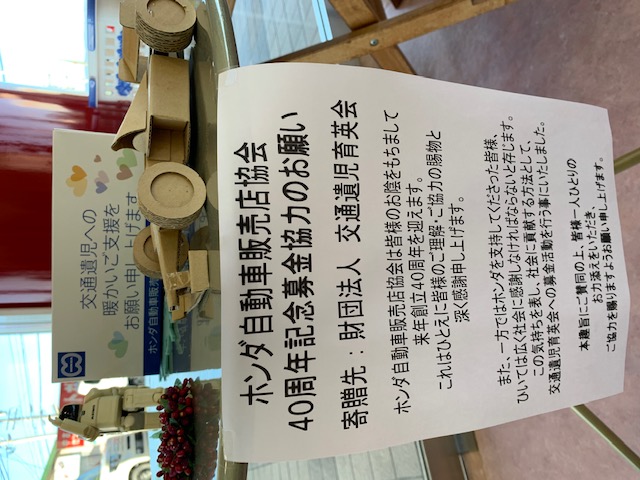 交通遺児への
暖かいご支援を
お願い申し上げます
ホンダ自動車販売
ホンダ自動車販売店協会
40周年記念募金協力のお願い
寄贈先：財団法人 交通遺児育英会
ホンダ自動車販売店協会は皆様のお陰をもちまして
来年創立40周年を迎えます。
これはひとえに皆様のご理解・ご協力の賜物と
深く感謝申し上げます。
また、一方ではホンダを支持してくださった皆様、
ひいては広く社会に感謝しなければならないと存じます。
この気持ちを表し、社会に貢献する方法として、
交通遺児育英会への募金活動を行う事にいたしました。
本趣旨にご賛同の上、皆様一人ひとりの
お力添えをいただき、
ご協力を賜りますようお願い申し上げます。